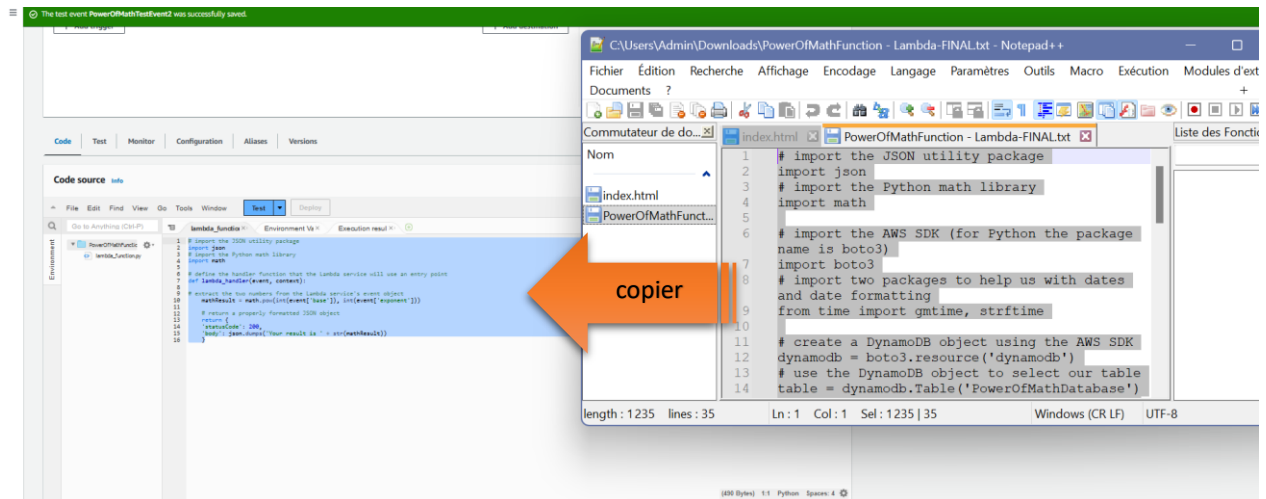 The test event PowerOfMathTestEvent2 was successfully saved.
+ Add trigger
+ Add destination
Code Test Monitor Configuration Aliases Versions
Code source Info
File Edit Find View Go Tools Window Test Deploy
Go to Anything (Ctrl-P)
lambda_function Environment Va Execution resul
Environment
PowerOfMathFunctic
lambda_function.py
1 # import the JSON utility package
2 import json
3 # import the Python math library
4 import math
5
6 # define the handler function that the Lambda service will use an entry point
7 def lambda_handler(event, context):
8
9 # extract the two numbers from the Lambda service's event object
10 mathResult = math.pow(int(event['base']), int(event['exponent']))
11
12 # return a properly formatted JSON object
13 return {
14 'statusCode': 200,
15 'body': json.dumps('Your result is ' + str(mathResult))
16 }
(490 Bytes) 1:1 Python Spaces: 4
copier
C:\Users\Admin\Downloads\PowerOfMathFunction - Lambda-FINAL.txt - Notepad++
Fichier Édition Recherche Affichage Encodage Langage Paramètres Outils Macro Exécution Modules d'ext
Documents ?
Commutateur de do...
index.html PowerOfMathFunction - Lambda-FINAL.txt
Liste des Foncti
Nom
index.html
PowerOfMathFunct...
1 # import the JSON utility package
2 import json
3 # import the Python math library
4 import math
5
6 # import the AWS SDK (for Python the package
name is boto3)
7 import boto3
8 # import two packages to help us with dates
and date formatting
9 from time import gmtime, strftime
10
11 # create a DynamoDB object using the AWS SDK
12 dynamodb = boto3.resource('dynamodb')
13 # use the DynamoDB object to select our table
14 table = dynamodb.Table('PowerOfMathDatabase')
length : 1235 lines : 35 Ln : 1 Col : 1 Sel : 1235 | 35 Windows (CR LF) UTF-8